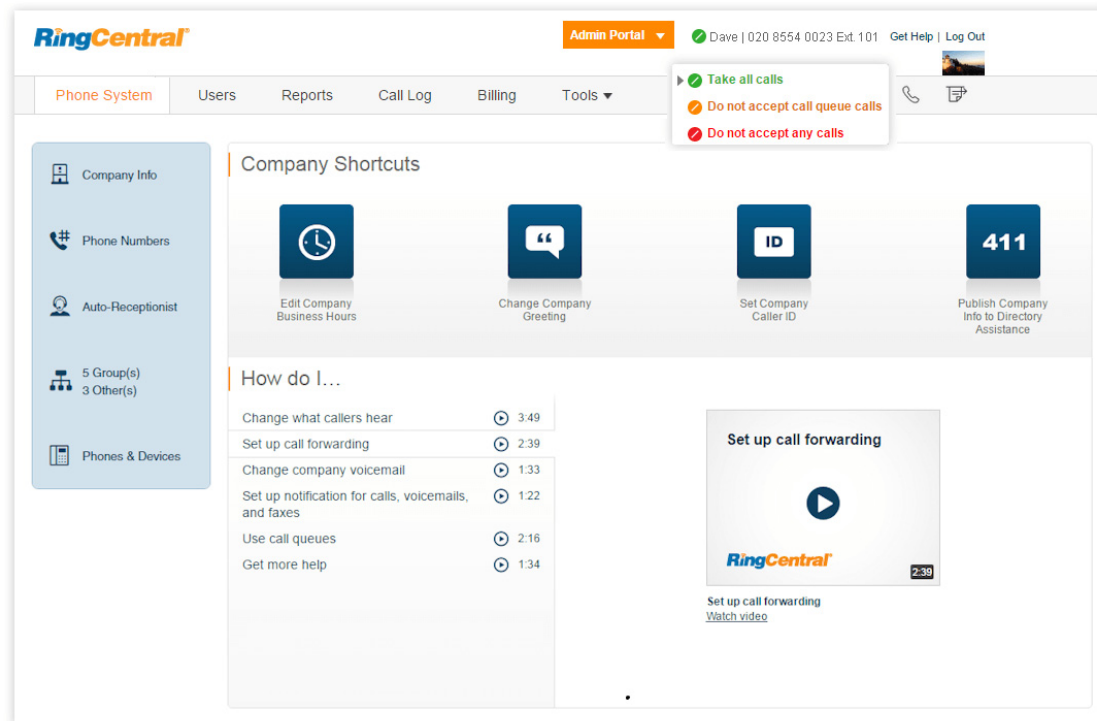 RingCentral®
Admin Portal
Dave | 020 8554 0023 Ext. 101
Get Help | Log Out
Phone System
Users
Reports
Call Log
Billing
Tools
Take all calls
Do not accept call queue calls
Do not accept any calls
Company Info
Phone Numbers
Auto-Receptionist
5 Group(s)
3 Other(s)
Phones & Devices
Company Shortcuts
Edit Company
Business Hours
Change Company
Greeting
ID
Set Company
Caller ID
411
Publish Company
Info to Directory
Assistance
How do I...
Change what callers hear 3:49
Set up call forwarding 2:39
Change company voicemail 1:33
Set up notification for calls, voicemails, 1:22
and faxes
Use call queues 2:16
Get more help 1:34
Set up call forwarding
RingCentral®
2:39
Set up call forwarding
Watch video